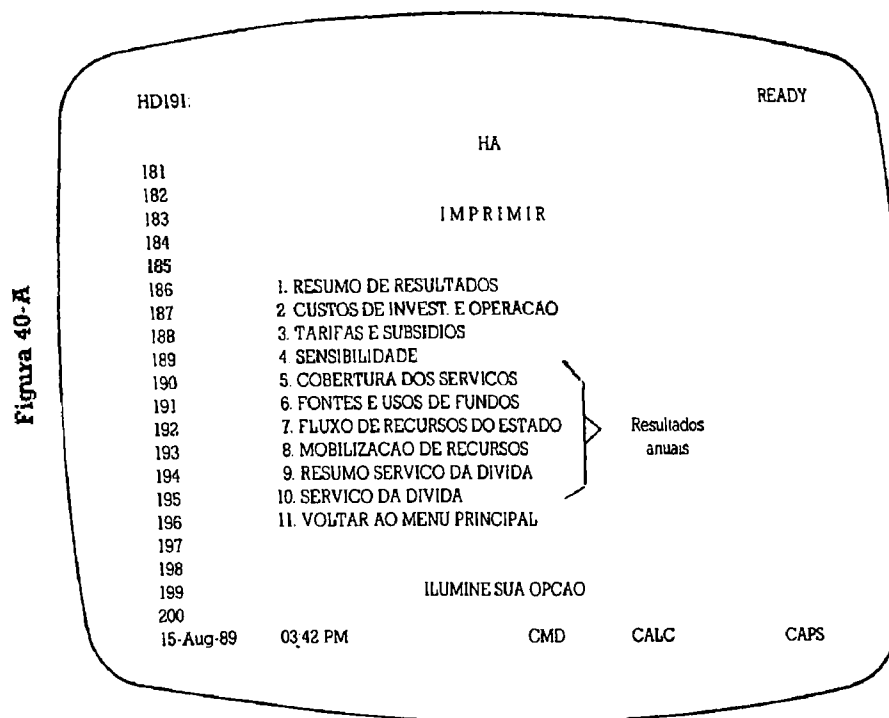 Figura 40-A
HD191: READY
HA
181
182
183 IMPRIMIR
184
185
186 1. RESUMO DE RESULTADOS
187 2 CUSTOS DE INVEST. E OPERACAO
188 3. TARIFAS E SUBSIDIOS
189 4. SENSIBILIDADE
190 5. COBERTURA DOS SERVICOS
191 6. FONTES E USOS DE FUNDOS
192 7. FLUXO DE RECURSOS DO ESTADO Resultados
193 8. MOBILIZACAO DE RECURSOS anuais
194 9. RESUMO SERVICO DA DIVIDA
195 10. SERVICO DA DIVIDA
196 11. VOLTAR AO MENU PRINCIPAL
197
198
199 ILUMINE SUA OPCAO
200
15-Aug-89 03:42 PM CMD CALC CAPS